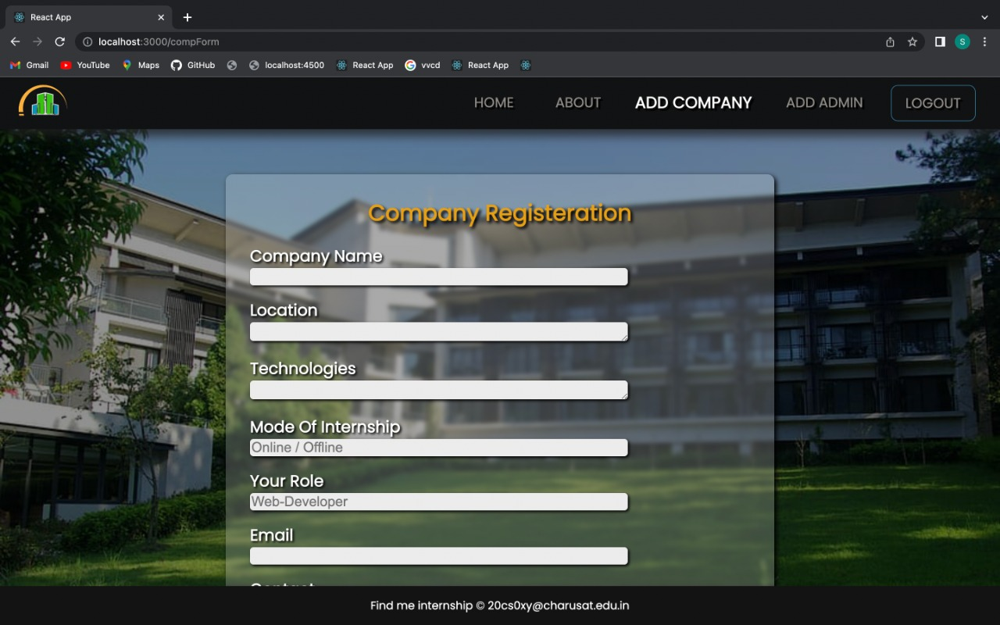 React App
localhost:3000/compForm
S
Gmail YouTube Maps GitHub localhost:4500 React App vvcd React App
HOME ABOUT ADD COMPANY ADD ADMIN LOGOUT
Company Registeration
Company Name
Location
Technologies
Mode Of Internship
Online / Offline
Your Role
Web-Developer
Email
Contact
Find me internship © 20cs0xy@charusat.edu.in